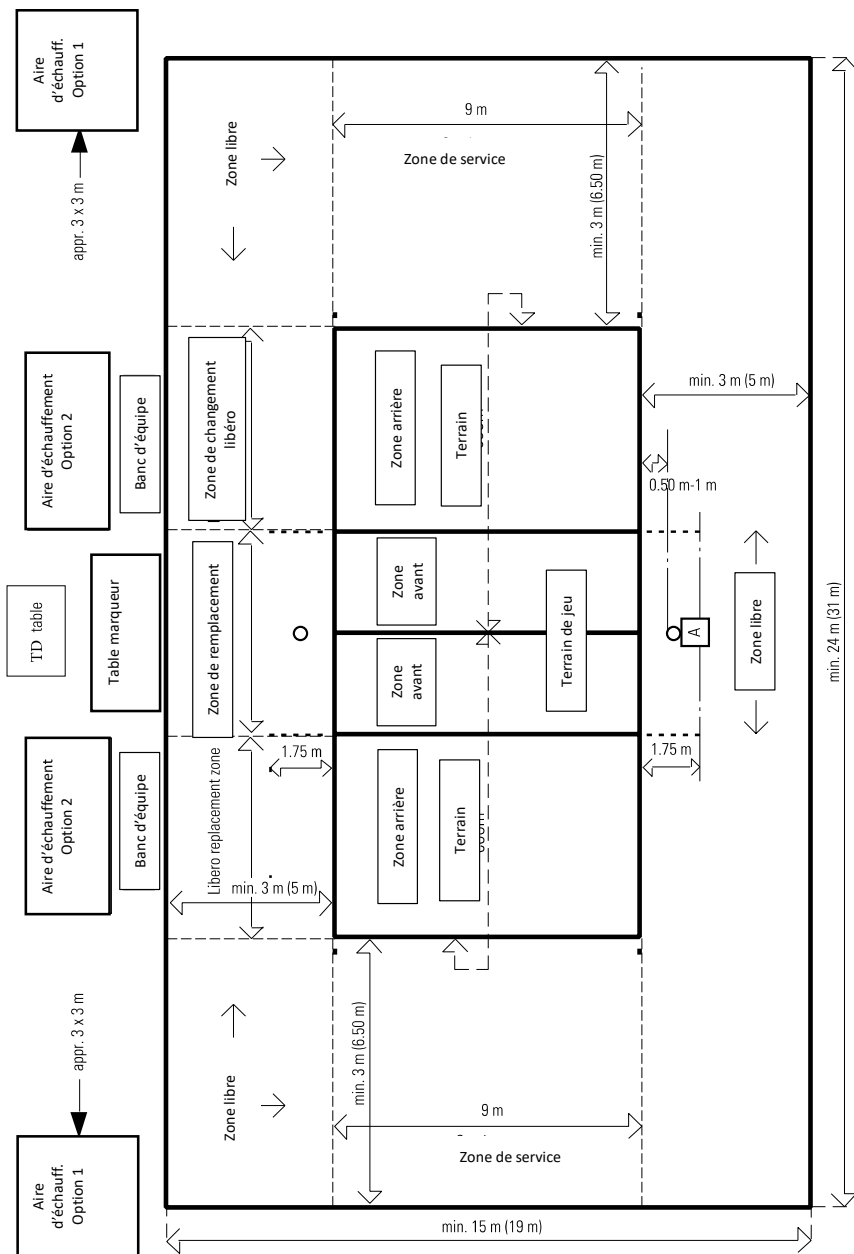 Aire
d'échauff.
Option 1
appr. 3 x 3 m
Aire d'échauffement
Option 2
Banc d'équipe
TD table
Table marqueur
Aire d'échauffement
Option 2
Banc d'équipe
appr. 3 x 3 m
Aire
d'échauff.
Option 1
Zone libre
9 m
Zone de service
min. 3 m (6.50 m)
Zone de changement
libéro
Zone arrière
Terrain
min. 3 m (5 m)
0.50 m-1 m
Zone de remplacement
Zone
avant
Zone
avant
Terrain de jeu
A
Zone libre
min. 24 m (31 m)
1.75 m
1.75 m
Libero replacement zone
Zone arrière
Terrain
min. 3 m (5 m)
Zone libre
min. 3 m (6.50 m)
9 m
Zone de service
min. 15 m (19 m)